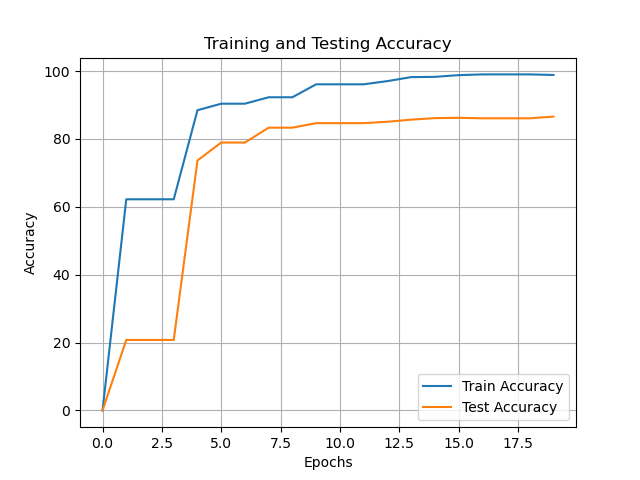 Training and Testing Accuracy
Accuracy
100
80
60
40
20
0
Train Accuracy
Test Accuracy
0.0 2.5 5.0 7.5 10.0 12.5 15.0 17.5
Epochs